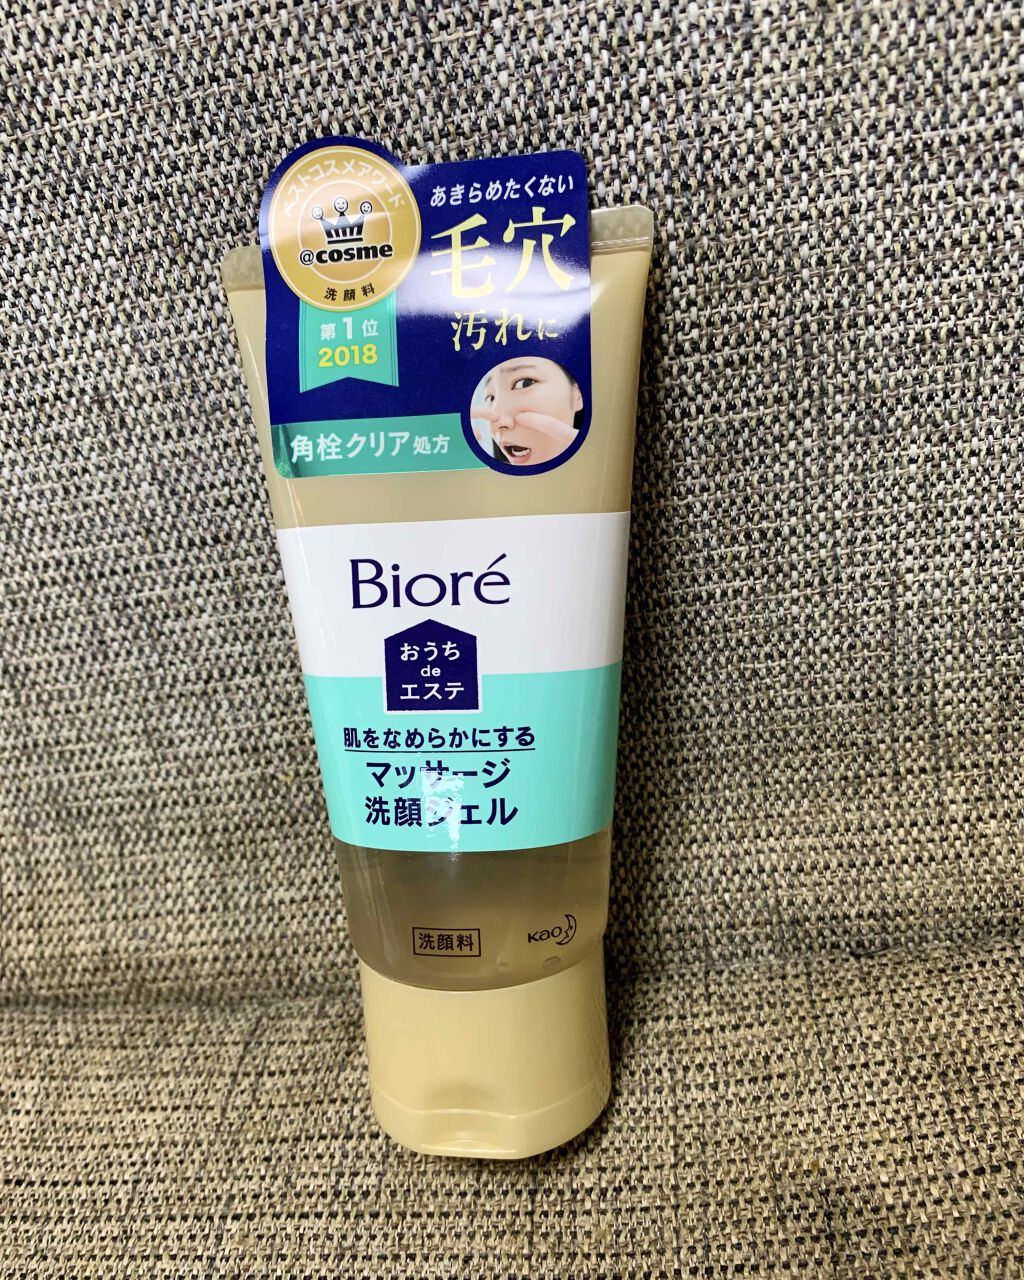 ベストコスメアワード
@cosme
洗顔料
第1位
2018
あきらめたくない
毛穴
汚れに
角栓クリア処方
Bioré
おうち
de
エステ
肌をなめらかにする
マッサージ
洗顔ジェル
洗顔料
Kao